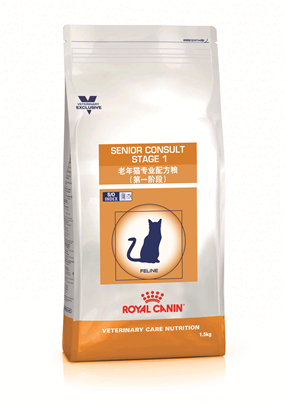 VETERINARY
EXCLUSIVE
SENIOR CONSULT
STAGE 1
老年猫专业配方粮
(第一阶段)
S/O
INDEX
FELINE
ROYAL CANIN
VETERINARY CARE NUTRITION
1.5kg